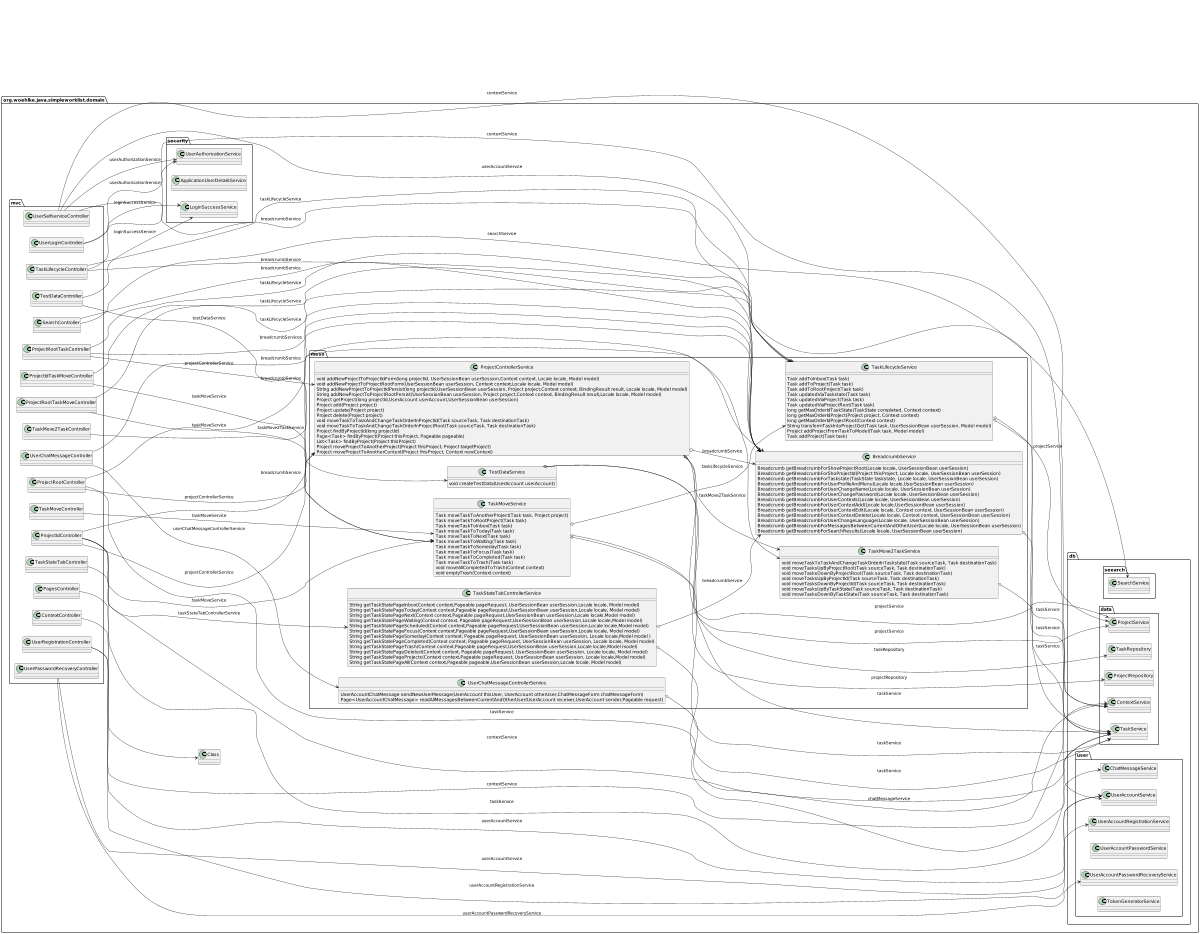 contextService
org.woehlke.java.simpleworklist.domain
contextService
security
UserAuthorizationService
userAuthorizationService
userAccountService
ApplicationUserDetailsService
userAuthorizationService
mvc
taskLifecycleService
loginSuccessService
LoginSuccessService
UserSelfserviceController
breadcrumbService
loginSuccessService
searchService
UserLoginController
breadcrumbService
TaskLifecycleController
breadcrumbService
taskLifecycleService
TestDataController
taskLifecycleService
testDataService
taskLifecycleService
SearchController
breadcrumbService
ProjectRootTaskController
breadcrumbService
projectControllerService
ProjectIdTaskMoveController
breadcrumbService
taskMoveService
ProjectRootTaskMoveController
taskMoveService
TaskMove2TaskController
taskMove2TaskService
UserChatMessageController
breadcrumbService
ProjectRootController
projectControllerService
TaskMoveController
taskMoveService
userChatMessageControllerService
ProjectIdController
TaskStateTabController
projectControllerService
PagesController
taskMoveService
taskStateTabControllerService
ContextController
UserRegistrationController
UserPasswordRecoveryController
meso
ProjectControllerService
void addNewProjectToProjectIdForm(long projectId, UserSessionBean userSession,Context context, Locale locale, Model model)
void addNewProjectToProjectRootForm(UserSessionBean userSession, Context context,Locale locale, Model model)
String addNewProjectToProjectIdPersist(long projectId,UserSessionBean userSession, Project project,Context context, BindingResult result, Locale locale, Model model)
String addNewProjectToProjectRootPersist(UserSessionBean userSession, Project project,Context context, BindingResult result,Locale locale, Model model)
Project getProject(long projectId,UserAccount userAccount,UserSessionBean userSession)
Project add(Project project)
Project update(Project project)
Project delete(Project project)
void moveTaskToTaskAndChangeTaskOrderInProjectId(Task sourceTask, Task destinationTask)
void moveTaskToTaskAndChangeTaskOrderInProjectRoot(Task sourceTask, Task destinationTask)
Project findByProjectId(long projectId)
Page<Task> findByProject(Project thisProject, Pageable pageable)
List<Task> findByProject(Project thisProject)
Project moveProjectToAnotherProject(Project thisProject, Project targetProject)
Project moveProjectToAnotherContext(Project thisProject, Context newContext)
TestDataService
void createTestData(UserAccount userAccount)
TaskMoveService
Task moveTaskToAnotherProject(Task task, Project project)
Task moveTaskToRootProject(Task task)
Task moveTaskToInbox(Task task)
Task moveTaskToToday(Task task)
Task moveTaskToNext(Task task)
Task moveTaskToWaiting(Task task)
Task moveTaskToSomeday(Task task)
Task moveTaskToFocus(Task task)
Task moveTaskToCompleted(Task task)
Task moveTaskToTrash(Task task)
void moveAllCompletedToTrash(Context context)
void emptyTrash(Context context)
TaskStateTabControllerService
String getTaskStatePageInbox(Context context,Pageable pageRequest, UserSessionBean userSession,Locale locale, Model model)
String getTaskStatePageToday(Context context,Pageable pageRequest,UserSessionBean userSession,Locale locale, Model model)
String getTaskStatePageNext(Context context,Pageable pageRequest, UserSessionBean userSession,Locale locale, Model model)
String getTaskStatePageWaiting(Context context, Pageable pageRequest,UserSessionBean userSession,Locale locale, Model model)
String getTaskStatePageScheduled(Context context,Pageable pageRequest,UserSessionBean userSession,Locale locale,Model model)
String getTaskStatePageFocus(Context context,Pageable pageRequest,UserSessionBean userSession,Locale locale, Model model)
String getTaskStatePageSomeday(Context context, Pageable pageRequest, UserSessionBean userSession, Locale locale,Model model)
String getTaskStatePageCompleted(Context context, Pageable pageRequest,UserSessionBean userSession, Locale locale, Model model)
String getTaskStatePageTrash(Context context,Pageable pageRequest,UserSessionBean userSession,Locale locale, Model model)
String getTaskStatePageDeleted(Context context, Pageable pageRequest, UserSessionBean userSession, Locale locale, Model model)
String getTaskStatePageProjects(Context context,Pageable pageRequest, UserSessionBean userSession, Locale locale, Model model)
String getTaskStatePageAll(Context context,Pageable pageable,UserSessionBean userSession,Locale locale,Model model)
UserChatMessageControllerService
UserAccountChatMessage sendNewUserMessage(UserAccount thisUser, UserAccount otherUser,ChatMessageForm chatMessageForm)
Page<UserAccountChatMessage> readAllMessagesBetweenCurrentAndOtherUser(UserAccount receiver,UserAccount sender,Pageable request)
TaskLifecycleService
Task addToInbox(Task task)
Task addToProject(Task task)
Task addToRootProject(Task task)
Task updatedViaTaskstate(Task task)
Task updatedViaProject(Task task)
Task updatedViaProjectRoot(Task task)
long getMaxOrderIdTaskState(TaskState completed, Context context)
long getMaxOrderIdProject(Project project, Context context)
long getMaxOrderIdProjectRoot(Context context)
String transformTaskIntoProjectGet(Task task, UserSessionBean userSession, Model model)
Project addProjectFromTaskToModel(Task task, Model model)
Task addProject(Task task)
breadcrumbService
taskLifecycleService
taskMove2TaskService
BreadcrumbService
Breadcrumb getBreadcrumbForShowProjectRoot(Locale locale, UserSessionBean userSession)
Breadcrumb getBreadcrumbForShoProjectId(Project thisProject, Locale locale, UserSessionBean userSession)
Breadcrumb getBreadcrumbForTaskstate(TaskState taskstate, Locale locale, UserSessionBean userSession)
Breadcrumb getBreadcrumbForUserProfileAndMenu(Locale locale,UserSessionBean userSession)
Breadcrumb getBreadcrumbForUserChangeName(Locale locale, UserSessionBean userSession)
Breadcrumb getBreadcrumbForUserChangePassword(Locale locale, UserSessionBean userSession)
Breadcrumb getBreadcrumbForUserContexts(Locale locale, UserSessionBean userSession)
Breadcrumb getBreadcrumbForUserContextAdd(Locale locale,UserSessionBean userSession)
Breadcrumb getBreadcrumbForUserContextEdit(Locale locale, Context context, UserSessionBean userSession)
Breadcrumb getBreadcrumbForUserContextDelete(Locale locale, Context context, UserSessionBean userSession)
Breadcrumb getBreadcrumbForUserChangeLanguage(Locale locale, UserSessionBean userSession)
Breadcrumb getBreadcrumbForMessagesBetweenCurrentAndOtherUser(Locale locale, UserSessionBean userSession)
Breadcrumb getBreadcrumbForSearchResults(Locale locale, UserSessionBean userSession)
TaskMove2TaskService
void moveTaskToTaskAndChangeTaskOrderInTaskstate(Task sourceTask, Task destinationTask)
void moveTasksUpByProjectRoot(Task sourceTask, Task destinationTask)
void moveTasksDownByProjectRoot(Task sourceTask, Task destinationTask)
void moveTasksUpByProjectId(Task sourceTask, Task destinationTask)
void moveTasksDownByProjectId(Task sourceTask, Task destinationTask)
void moveTasksUpByTaskState(Task sourceTask, Task destinationTask)
void moveTasksDownByTaskState(Task sourceTask, Task destinationTask)
breadcrumbService
projectService
projectService
projectService
taskRepository
projectRepository
taskService
taskService
taskService
taskService
taskService
taskService
chatMessageService
taskService
contextService
contextService
taskService
userAccountService
userAccountService
userAccountRegistrationService
userAccountPasswordRecoveryService
Class
db
search
SearchService
data
ProjectService
TaskRepository
ProjectRepository
ContextService
TaskService
user
ChatMessageService
UserAccountService
UserAccountRegistrationService
UserAccountPasswordService
UserAccountPasswordRecoveryService
TokenGeneratorService